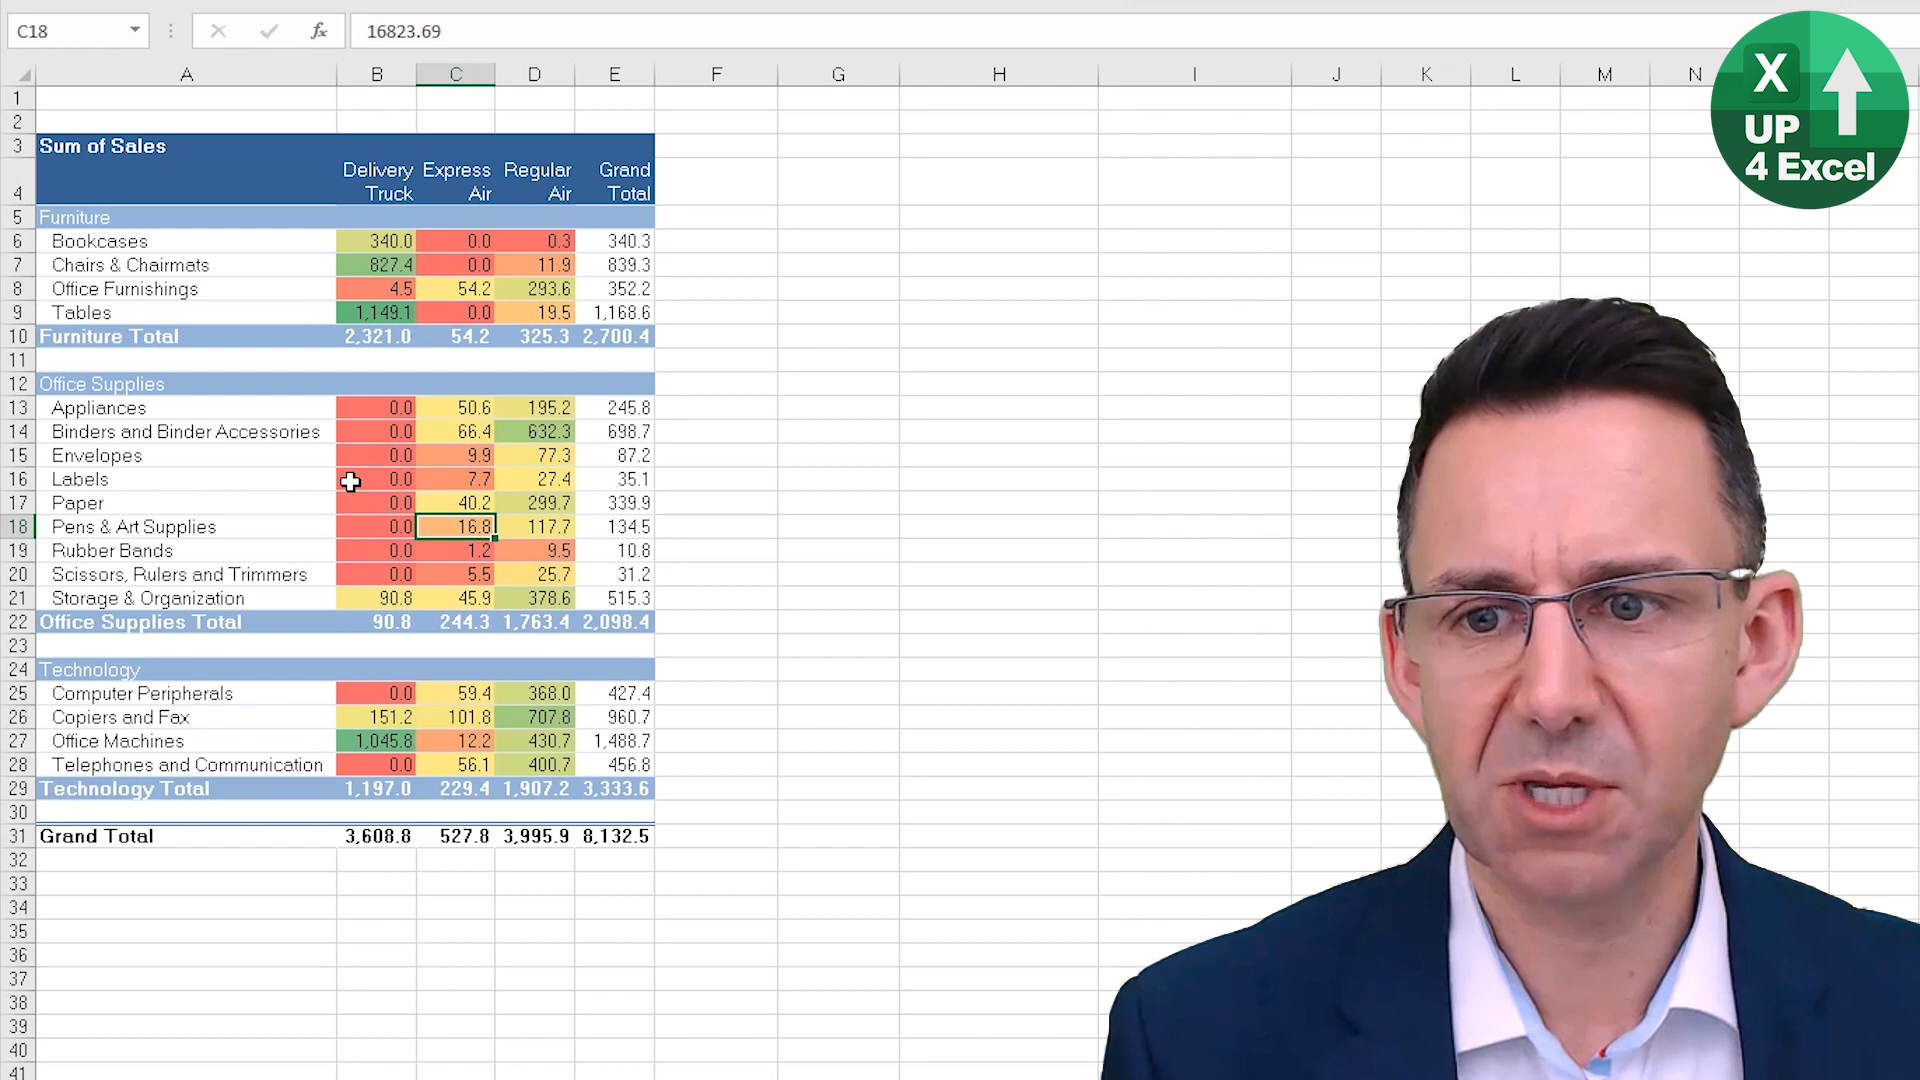 C18 fx 16823.69
A B C D E F G H I J K L M N
X
UP
4 Excel
1
2
3 Sum of Sales
4 Delivery Truck Express Air Regular Air Grand Total
5 Furniture
6 Bookcases 340.0 0.0 0.3 340.3
7 Chairs & Chairmats 827.4 0.0 11.9 839.3
8 Office Furnishings 4.5 54.2 293.6 352.2
9 Tables 1,149.1 0.0 19.5 1,168.6
10 Furniture Total 2,321.0 54.2 325.3 2,700.4
11
12 Office Supplies
13 Appliances 0.0 50.6 195.2 245.8
14 Binders and Binder Accessories 0.0 66.4 632.3 698.7
15 Envelopes 0.0 9.9 77.3 87.2
16 Labels 0.0 7.7 27.4 35.1
17 Paper 0.0 40.2 299.7 339.9
18 Pens & Art Supplies 0.0 16.8 117.7 134.5
19 Rubber Bands 0.0 1.2 9.5 10.8
20 Scissors, Rulers and Trimmers 0.0 5.5 25.7 31.2
21 Storage & Organization 90.8 45.9 378.6 515.3
22 Office Supplies Total 90.8 244.3 1,763.4 2,098.4
23
24 Technology
25 Computer Peripherals 0.0 59.4 368.0 427.4
26 Copiers and Fax 151.2 101.8 707.8 960.7
27 Office Machines 1,045.8 12.2 430.7 1,488.7
28 Telephones and Communication 0.0 56.1 400.7 456.8
29 Technology Total 1,197.0 229.4 1,907.2 3,333.6
30
31 Grand Total 3,608.8 527.8 3,995.9 8,132.5
32
33
34
35
36
37
38
39
40
41